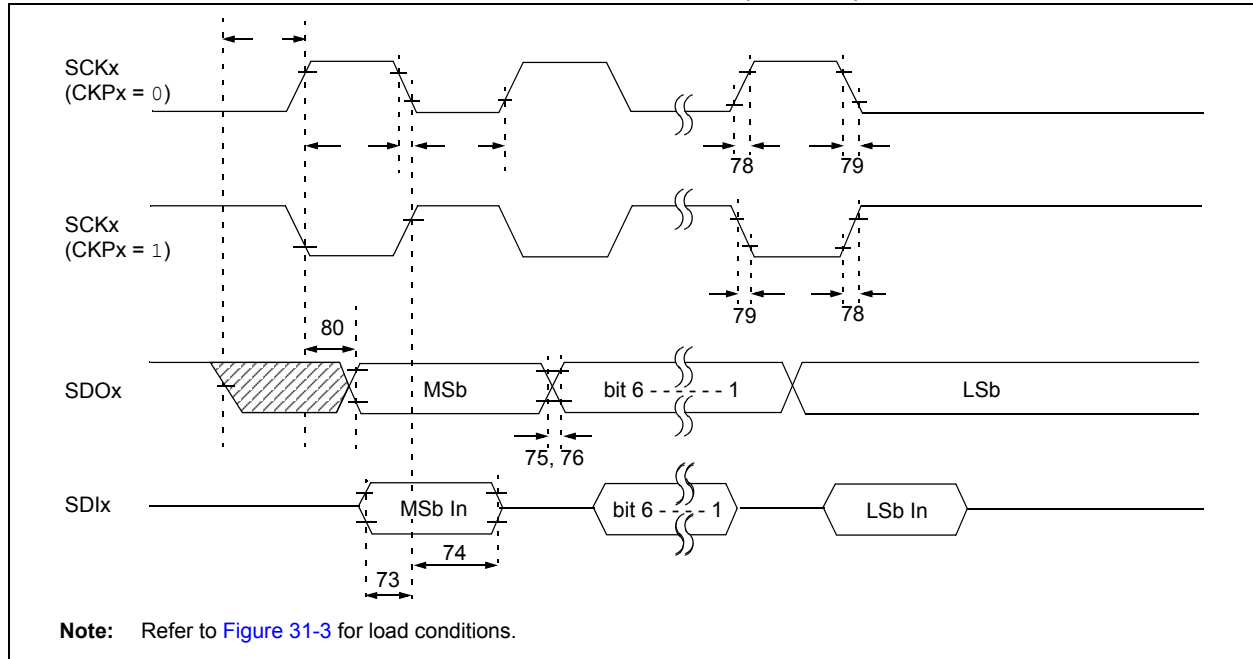 SCKx
(CKPx = 0)
78
79
SCKx
(CKPx = 1)
79
78
80
SDOx
MSb
bit 6 - - - - - - 1
LSb
75, 76
SDIx
MSb In
bit 6 - - - - 1
LSb In
74
73
Note: Refer to Figure 31-3 for load conditions.